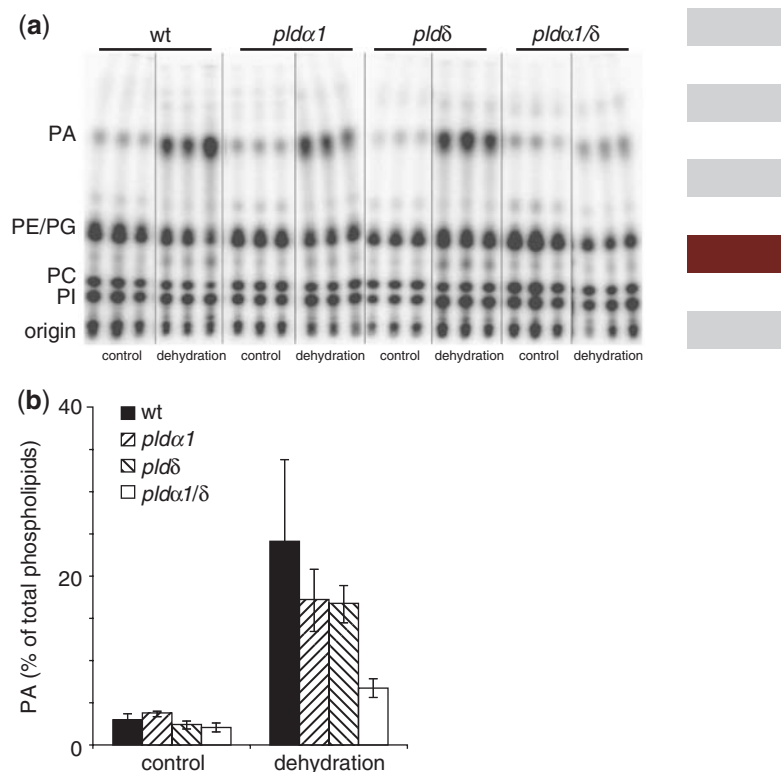 (a)
wt pldα1 pldδ pldα1/δ
PA
PE/PG
PC
PI
origin
control dehydration control dehydration control dehydration control dehydration
(b)
40
wt
pldα1
pldδ
pldα1/δ
20
0
PA (% of total phospholipids)
control dehydration